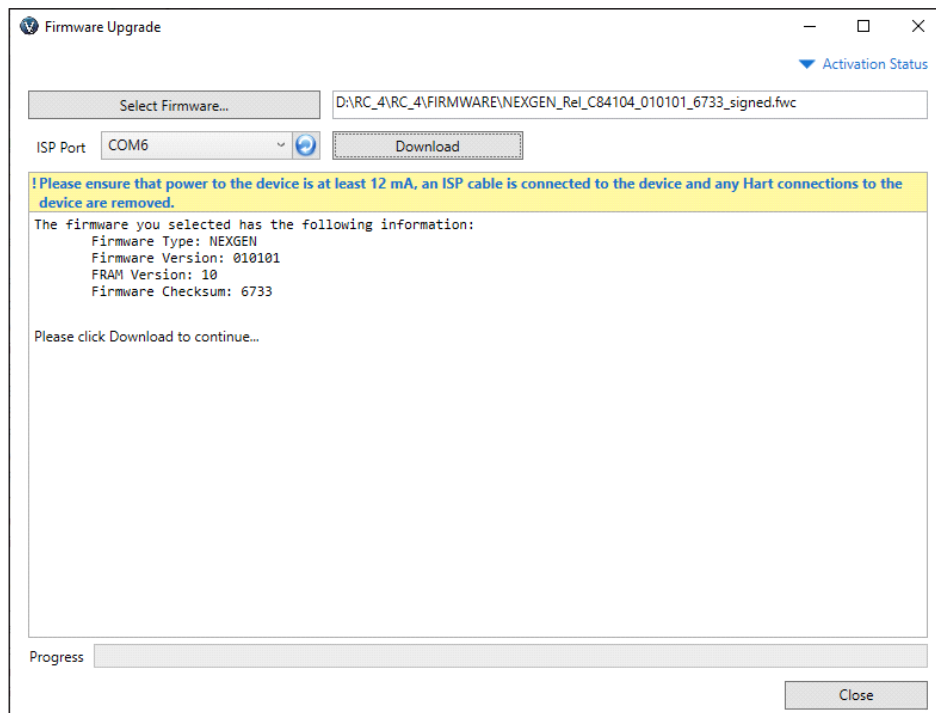 Firmware Upgrade
Activation Status
Select Firmware...
D:\RC_4\RC_4\FIRMWARE\NEXGEN_Rel_C84104_010101_6733_signed.fwc
ISP Port
COM6
Download
! Please ensure that power to the device is at least 12 mA, an ISP cable is connected to the device and any Hart connections to the
device are removed.
The firmware you selected has the following information:
Firmware Type: NEXGEN
Firmware Version: 010101
FRAM Version: 10
Firmware Checksum: 6733
Please click Download to continue...
Progress
Close